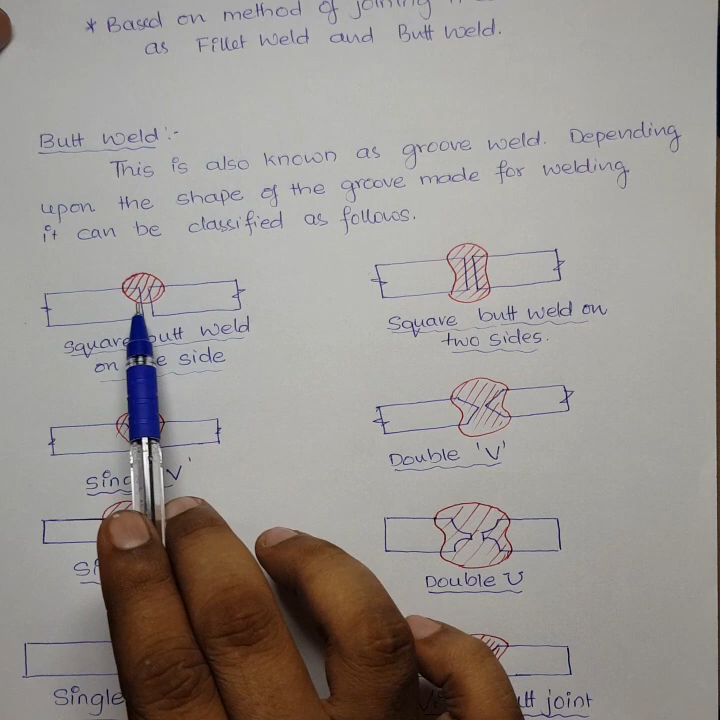 * Based on method of joining
as Fillet Weld and Butt Weld.
Butt Weld :-
This is also known as groove weld. Depending
upon the shape of the groove made for welding
it can be classified as follows.
Square butt weld
on side
Square butt weld on
two sides.
Double 'V'
Double U
Single
joint